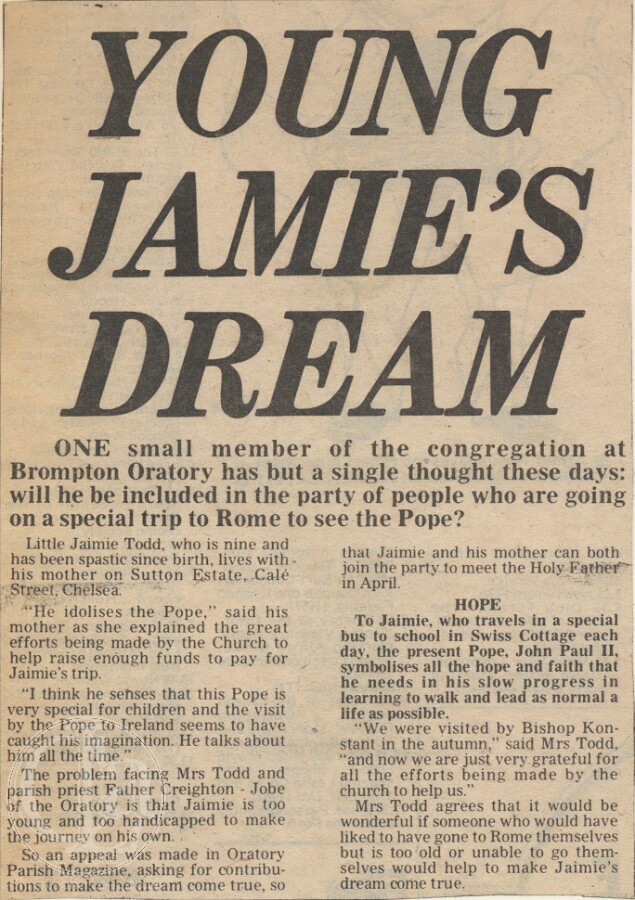 YOUNG
JAMIE'S
DREAM
ONE small member of the congregation at
Brompton Oratory has but a single thought these days:
will he be included in the party of people who are going
on a special trip to Rome to see the Pope?
Little Jaimie Todd, who is nine and
has been spastic since birth, lives with
his mother on Sutton Estate, Cale
Street, Chelsea.
"He idolises the Pope," said his
mother as she explained the great
efforts being made by the Church to
help raise enough funds to pay for
Jaimie's trip.
"I think he senses that this Pope is
very special for children and the visit
by the Pope to Ireland seems to have
caught his imagination. He talks about
him all the time."
The problem facing Mrs Todd and
parish priest Father Creighton - Jobe
of the Oratory is that Jaimie is too
young and too handicapped to make
the journey on his own.
So an appeal was made in Oratory
Parish Magazine, asking for contribu-
tions to make the dream come true, so
that Jaimie and his mother can both
join the party to meet the Holy Father
in April.
HOPE
To Jaimie, who travels in a special
bus to school in Swiss Cottage each
day, the present Pope, John Paul II,
symbolises all the hope and faith that
he needs in his slow progress in
learning to walk and lead as normal a
life as possible.
"We were visited by Bishop Kon-
stant in the autumn," said Mrs Todd,
"and now we are just very grateful for
all the efforts being made by the
church to help us."
Mrs Todd agrees that it would be
wonderful if someone who would have
liked to have gone to Rome themselves
but is too old or unable to go them-
selves would help to make Jaimie's
dream come true.